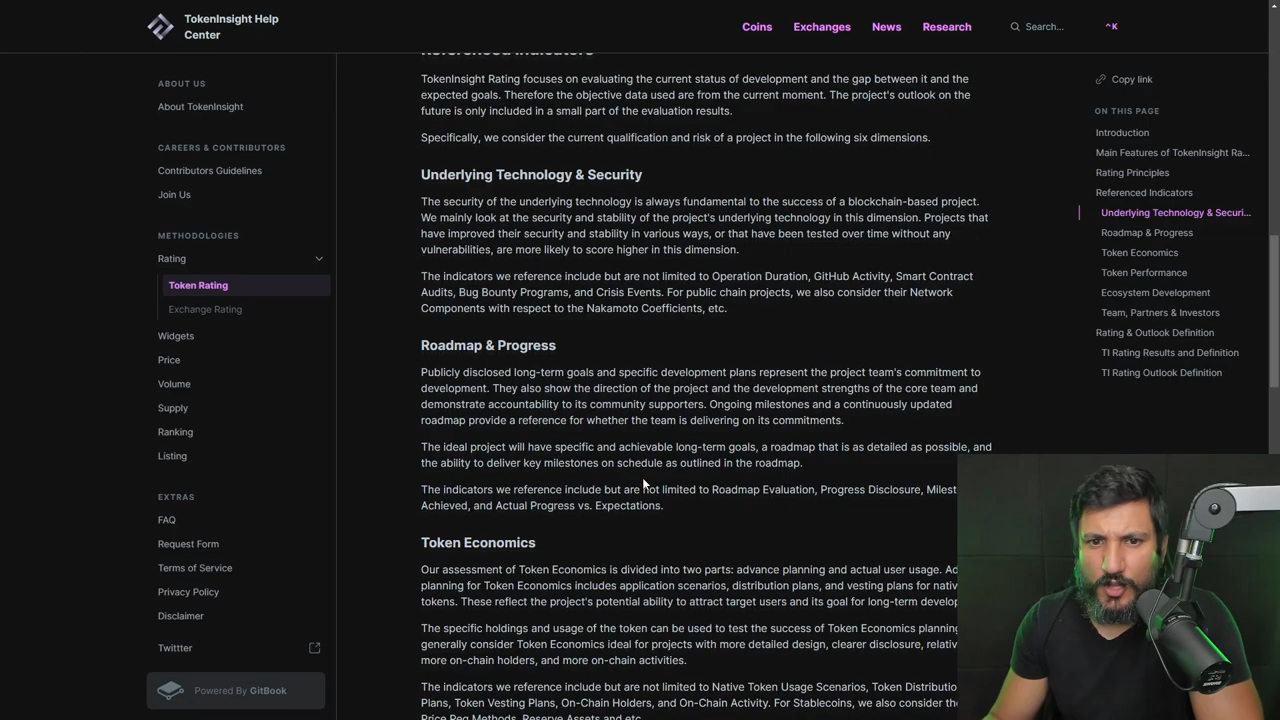 TokenInsight Help
Center
Coins
Exchanges
News
Research
Search...
⌃K
ABOUT US
About TokenInsight
CAREERS & CONTRIBUTORS
Contributors Guidelines
Join Us
METHODOLOGIES
Rating
Token Rating
Exchange Rating
Widgets
Price
Volume
Supply
Ranking
Listing
EXTRAS
FAQ
Request Form
Terms of Service
Privacy Policy
Disclaimer
Twittter
Powered By GitBook
Referenced Indicators
TokenInsight Rating focuses on evaluating the current status of development and the gap between it and the
expected goals. Therefore the objective data used are from the current moment. The project's outlook on the
future is only included in a small part of the evaluation results.
Specifically, we consider the current qualification and risk of a project in the following six dimensions.
Underlying Technology & Security
The security of the underlying technology is always fundamental to the success of a blockchain-based project.
We mainly look at the security and stability of the project's underlying technology in this dimension. Projects that
have improved their security and stability in various ways, or that have been tested over time without any
vulnerabilities, are more likely to score higher in this dimension.
The indicators we reference include but are not limited to Operation Duration, GitHub Activity, Smart Contract
Audits, Bug Bounty Programs, and Crisis Events. For public chain projects, we also consider their Network
Components with respect to the Nakamoto Coefficients, etc.
Roadmap & Progress
Publicly disclosed long-term goals and specific development plans represent the project team's commitment to
development. They also show the direction of the project and the development strengths of the core team and
demonstrate accountability to its community supporters. Ongoing milestones and a continuously updated
roadmap provide a reference for whether the team is delivering on its commitments.
The ideal project will have specific and achievable long-term goals, a roadmap that is as detailed as possible, and
the ability to deliver key milestones on schedule as outlined in the roadmap.
The indicators we reference include but are not limited to Roadmap Evaluation, Progress Disclosure, Milest
Achieved, and Actual Progress vs. Expectations.
Token Economics
Our assessment of Token Economics is divided into two parts: advance planning and actual user usage. Ad
planning for Token Economics includes application scenarios, distribution plans, and vesting plans for nativ
tokens. These reflect the project's potential ability to attract target users and its goal for long-term develop
The specific holdings and usage of the token can be used to test the success of Token Economics planning
generally consider Token Economics ideal for projects with more detailed design, clearer disclosure, relativ
more on-chain holders, and more on-chain activities.
The indicators we reference include but are not limited to Native Token Usage Scenarios, Token Distributio
Plans, Token Vesting Plans, On-Chain Holders, and On-Chain Activity. For Stablecoins, we also consider the
Price Peg Methods, Reserve Assets and etc.
Copy link
ON THIS PAGE
Introduction
Main Features of TokenInsight Ra...
Rating Principles
Referenced Indicators
Underlying Technology & Securi...
Roadmap & Progress
Token Economics
Token Performance
Ecosystem Development
Team, Partners & Investors
Rating & Outlook Definition
TI Rating Results and Definition
TI Rating Outlook Definition